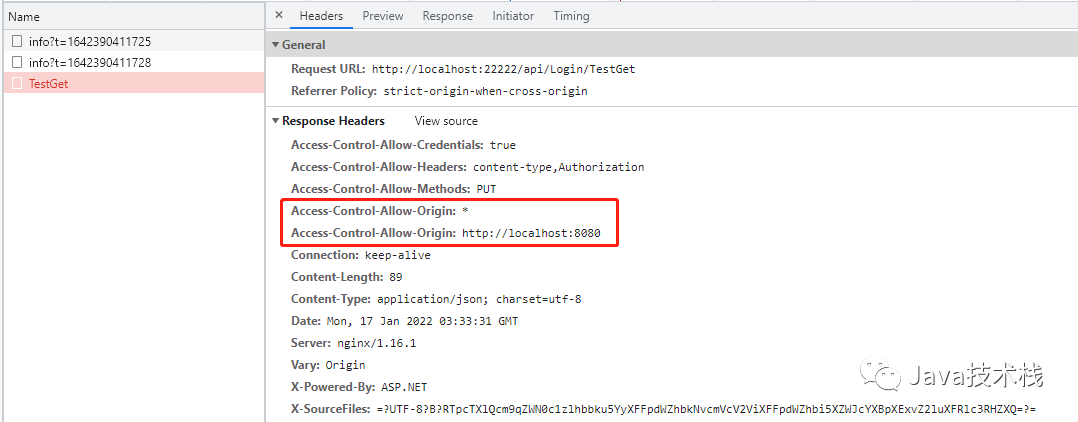 Name
× Headers Preview Response Initiator Timing
info?t=1642390411725
info?t=1642390411728
TestGet
General
Request URL: http://localhost:22222/api/Login/TestGet
Referrer Policy: strict-origin-when-cross-origin
Response Headers View source
Access-Control-Allow-Credentials: true
Access-Control-Allow-Headers: content-type,Authorization
Access-Control-Allow-Methods: PUT
Access-Control-Allow-Origin: *
Access-Control-Allow-Origin: http://localhost:8080
Connection: keep-alive
Content-Length: 89
Content-Type: application/json; charset=utf-8
Date: Mon, 17 Jan 2022 03:33:31 GMT
Server: nginx/1.16.1
Vary: Origin
X-Powered-By: ASP.NET
Java技术栈
X-SourceFiles: